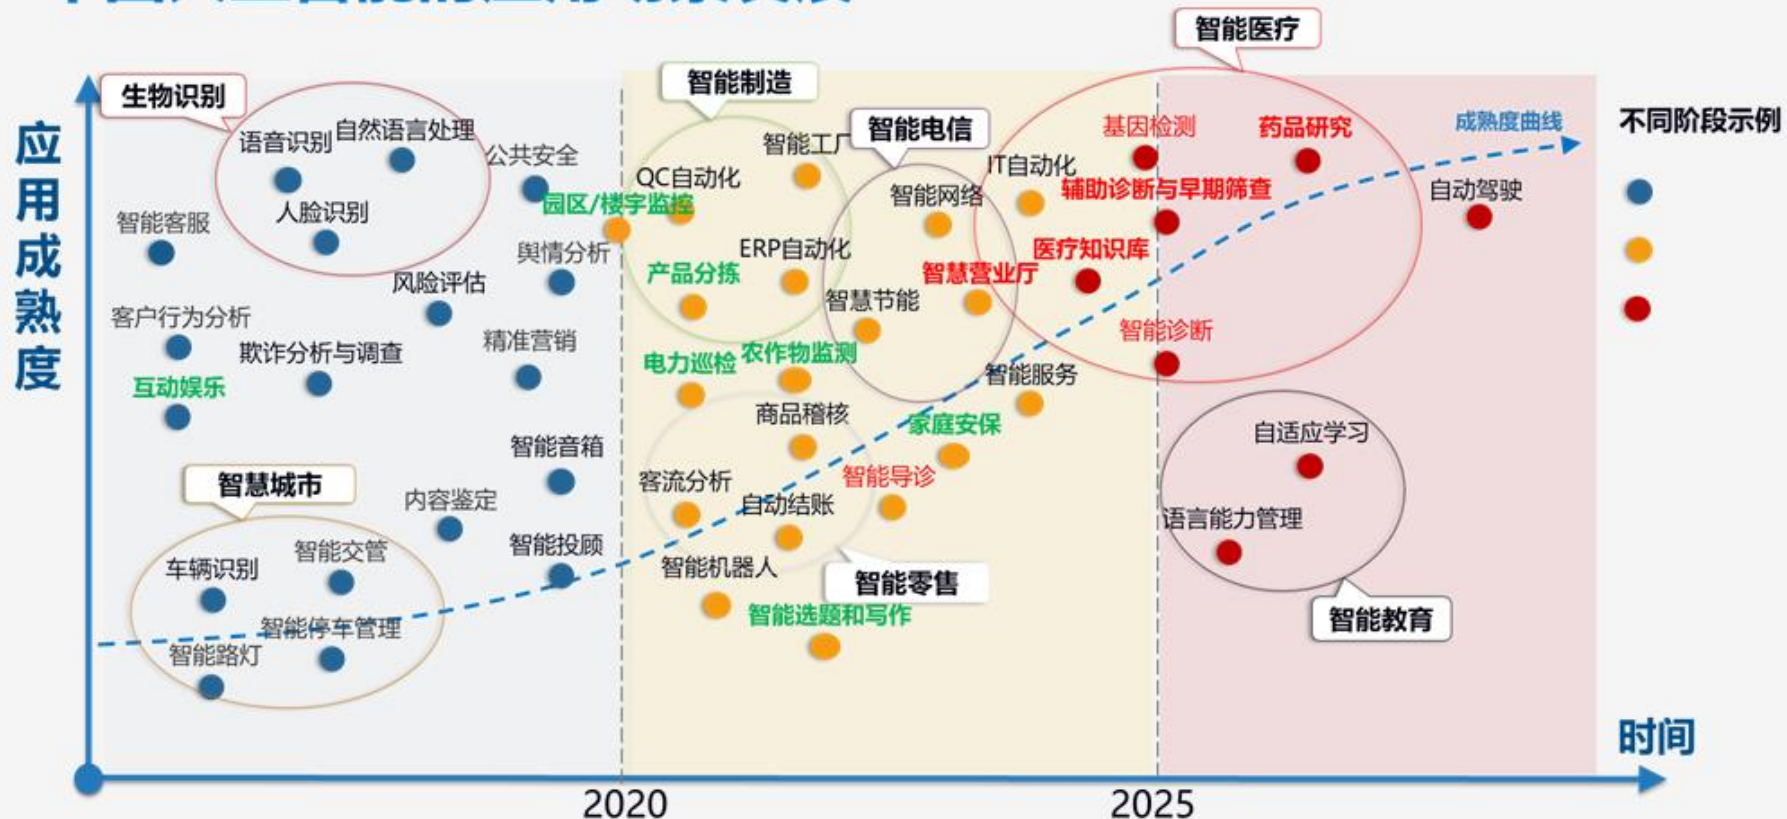 智能医疗
生物识别
智能制造
智能电信
应用成熟度
语音识别
自然语言处理
人脸识别
公共安全
智能客服
舆情分析
风险评估
客户行为分析
欺诈分析与调查
精准营销
互动娱乐
智能音箱
智慧城市
内容鉴定
智能投顾
车辆识别
智能交管
智能停车管理
智能路灯
智能工厂
QC自动化
园区/楼宇监控
ERP自动化
产品分拣
智能网络
IT自动化
智慧营业厅
智慧节能
电力巡检
农作物监测
智能服务
商品稽核
家庭安保
客流分析
智能导诊
自动结账
智能机器人
智能零售
智能选题和写作
基因检测
药品研究
成熟度曲线
辅助诊断与早期筛查
自动驾驶
医疗知识库
智能诊断
自适应学习
语言能力管理
智能教育
不同阶段示例
时间
2020
2025